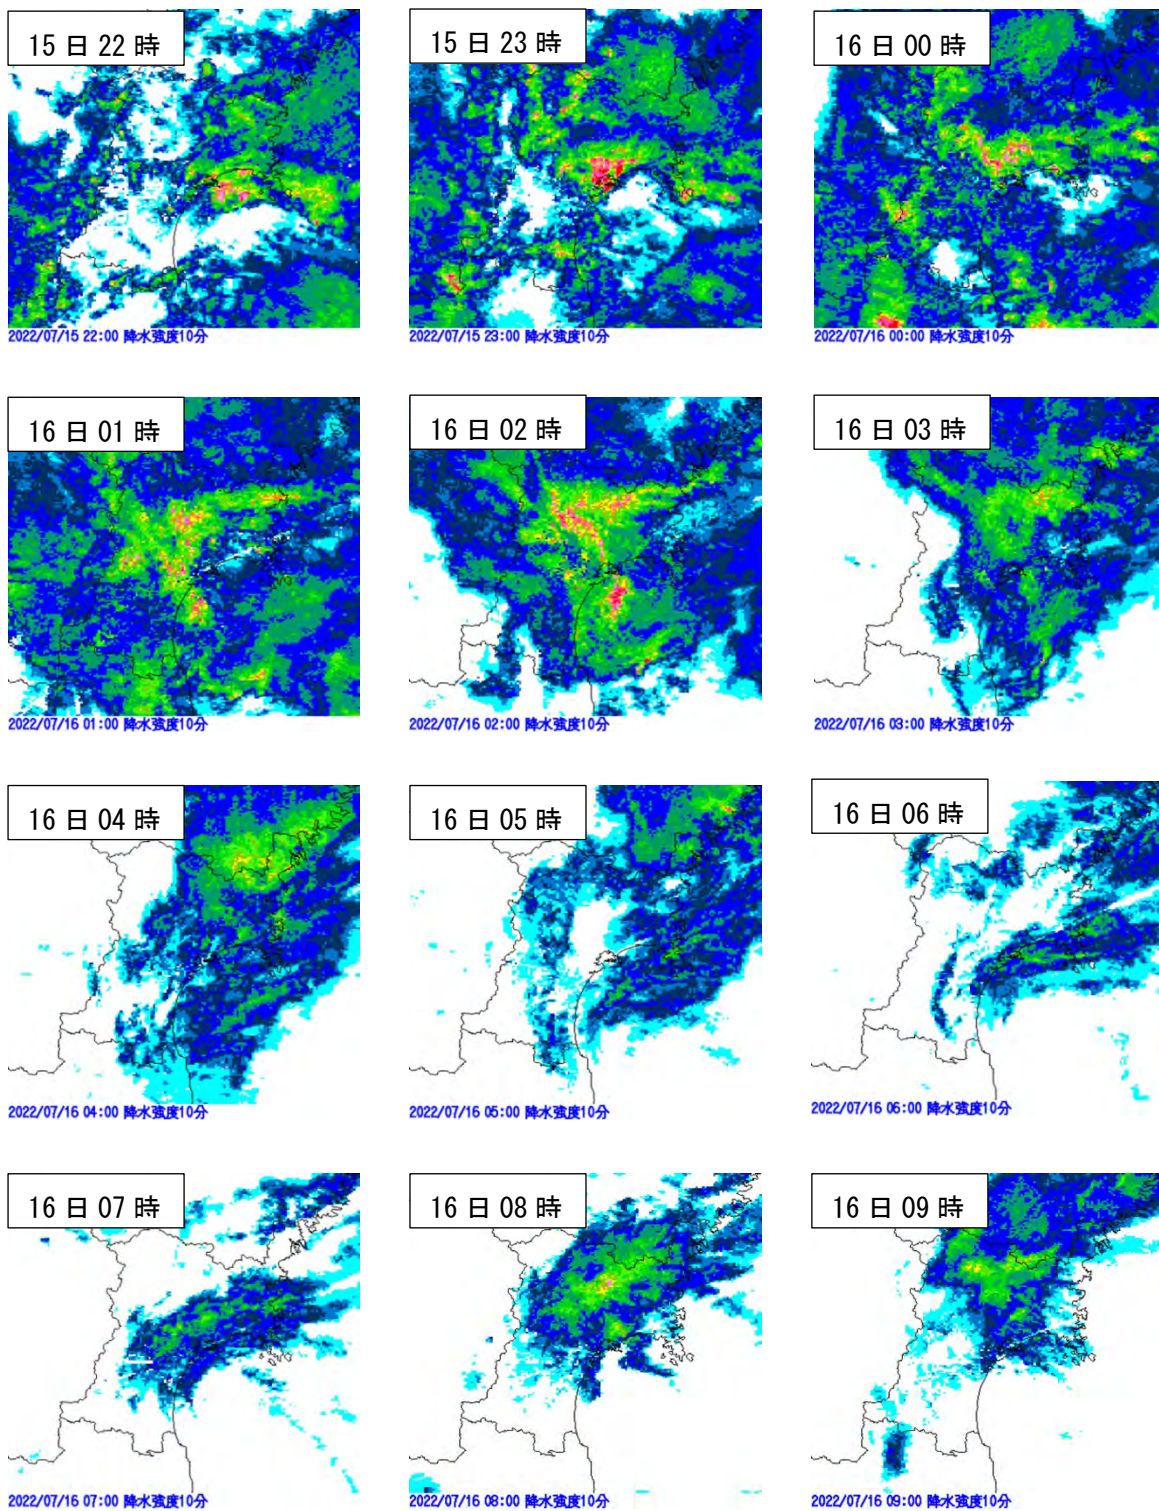 15 日 22 時
15 日 23 時
16 日 00 時
2022/07/15 22:00 降水強度10分
2022/07/15 23:00 降水強度10分
2022/07/16 00:00 降水強度10分
16 日 01 時
16 日 02 時
16 日 03 時
2022/07/16 01:00 降水強度10分
2022/07/16 02:00 降水強度10分
2022/07/16 03:00 降水強度10分
16 日 04 時
16 日 05 時
16 日 06 時
2022/07/16 04:00 降水強度10分
2022/07/16 05:00 降水強度10分
2022/07/16 06:00 降水強度10分
16 日 07 時
16 日 08 時
16 日 09 時
2022/07/16 07:00 降水強度10分
2022/07/16 08:00 降水強度10分
2022/07/16 09:00 降水強度10分